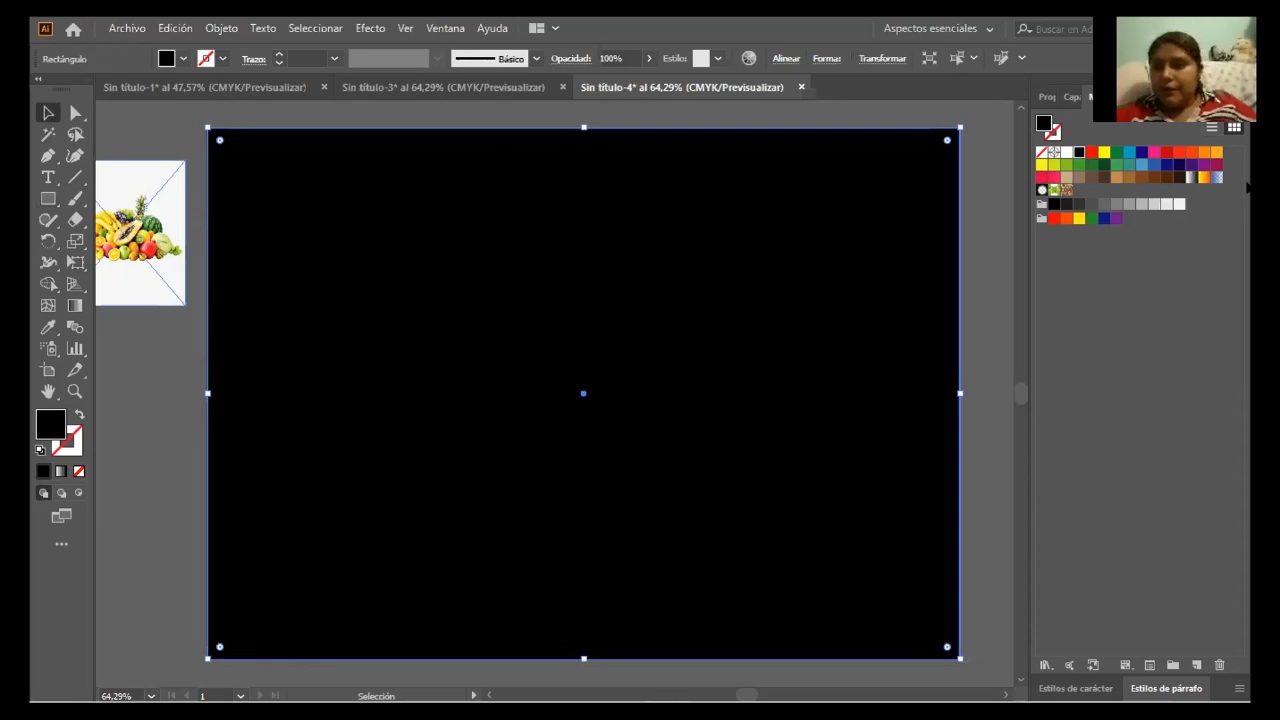 Ai Archivo Edición Objeto Texto Seleccionar Efecto Ver Ventana Ayuda Aspectos esenciales Buscar en Ad
Rectángulo Trazo: Básico Opacidad: 100% Estilo: Alinear Forma: Transformar
Sin título-1* al 47,57% (CMYK/Previsualizar) Sin título-3* al 64,29% (CMYK/Previsualizar) Sin título-4* al 64,29% (CMYK/Previsualizar)
Prop Cap M
64,29% 1 Selección
Estilos de carácter Estilos de párrafo